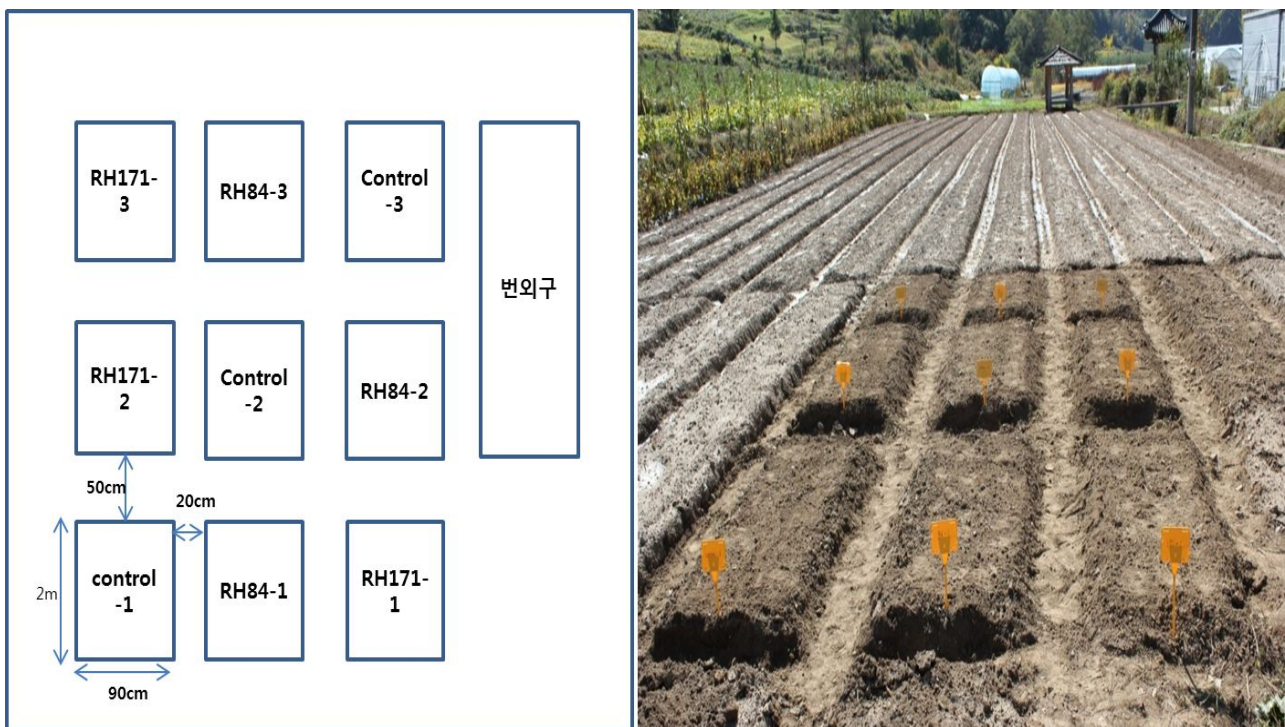 RH171-
3
RH84-3
Control
-3
번외구
RH171-
2
Control
-2
RH84-2
50cm
20cm
control
-1
RH84-1
RH171-
1
2m
90cm